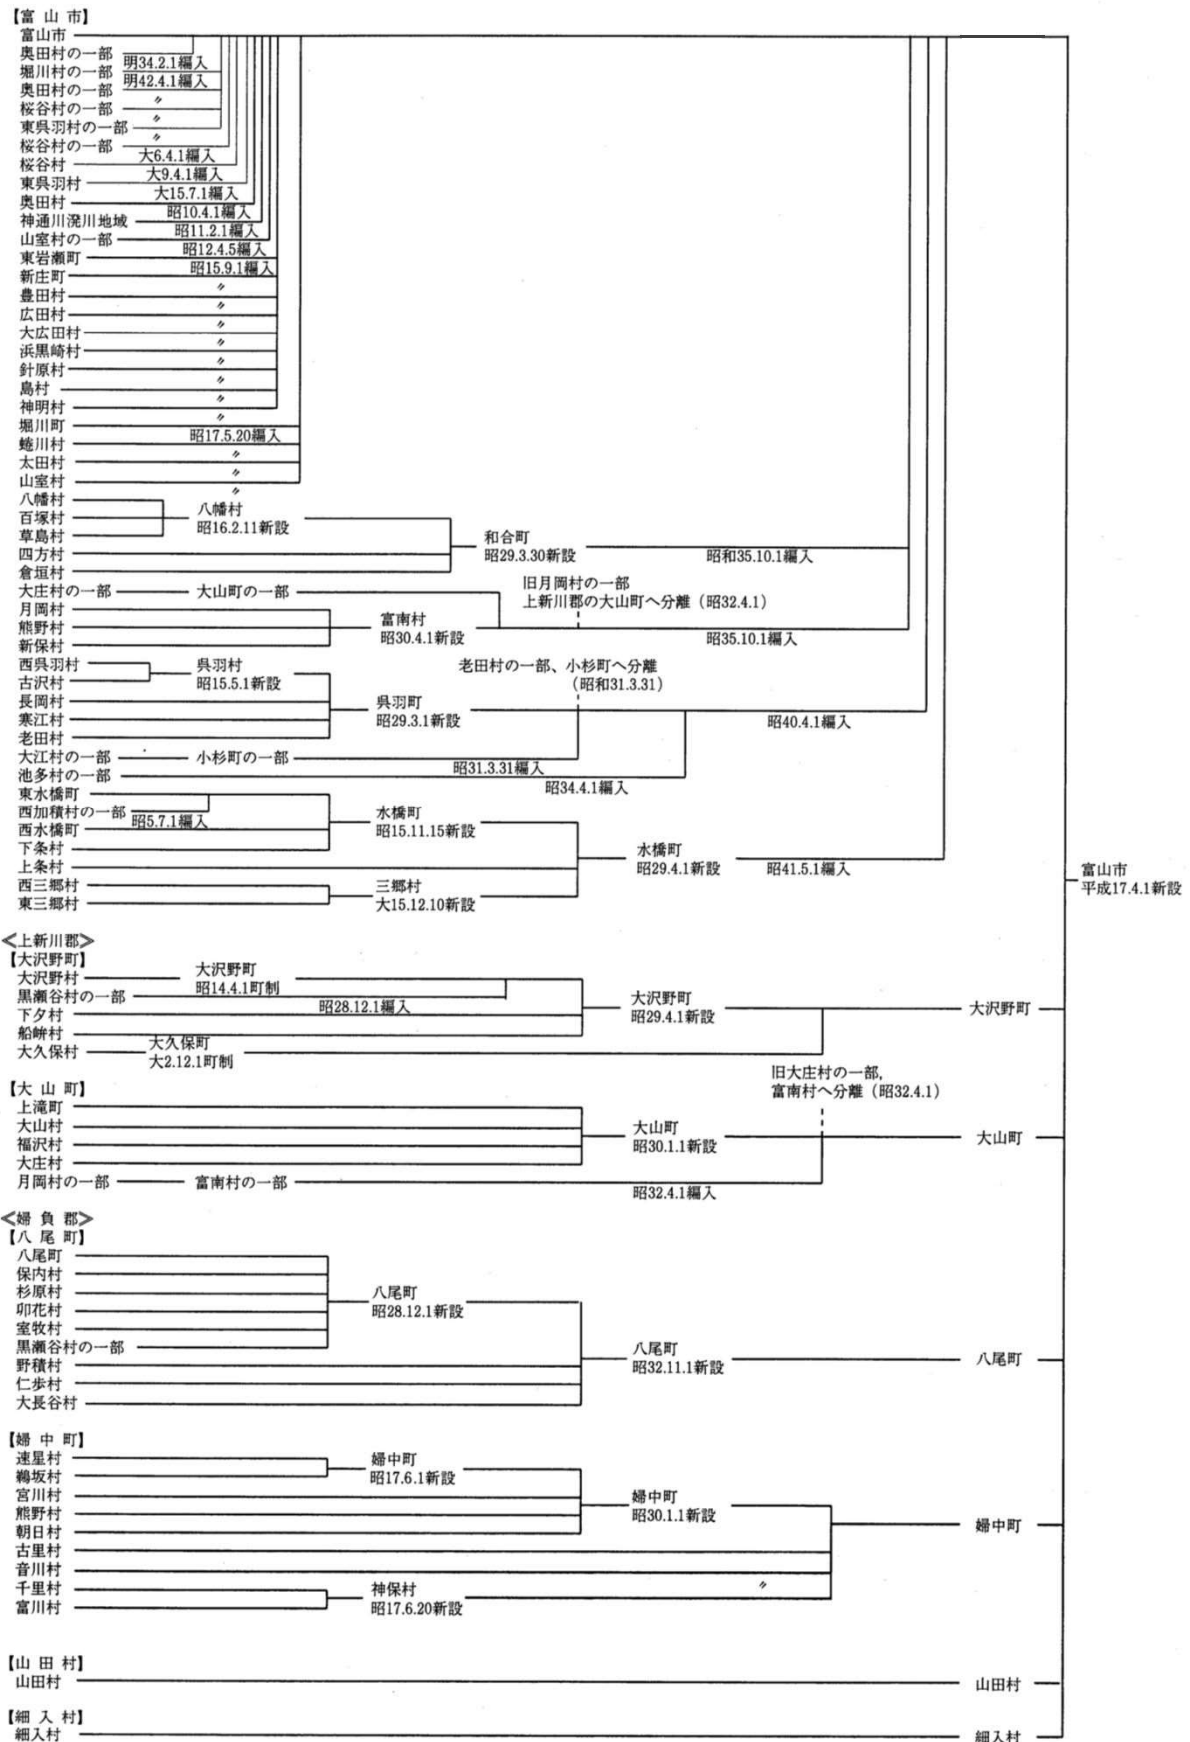 【富 山 市】
富山市
奥田村の一部
明34.2.1編入
堀川村の一部
明42.4.1編入
奥田村の一部
〃
桜谷村の一部
〃
東呉羽村の一部
〃
桜谷村の一部
大6.4.1編入
桜谷村
大9.4.1編入
東呉羽村
大15.7.1編入
奥田村
昭10.4.1編入
神通川滾川地域
昭11.2.1編入
山室村の一部
昭12.4.5編入
東岩瀬町
昭15.9.1編入
新庄町
〃
豊田村
〃
広田村
〃
大広田村
〃
浜黒崎村
〃
針原村
〃
島村
〃
神明村
〃
堀川町
昭17.5.20編入
蜷川村
〃
太田村
〃
山室村
〃
八幡村
百塚村
草島村
八幡村
昭16.2.11新設
四方村
倉垣村
和合町
昭29.3.30新設
昭和35.10.1編入
大庄村の一部
大山町の一部
旧月岡村の一部
上新川郡の大山町へ分離（昭32.4.1）
月岡村
熊野村
新保村
富南村
昭30.4.1新設
昭35.10.1編入
西呉羽村
古沢村
呉羽村
昭15.5.1新設
老田村の一部、小杉町へ分離
（昭和31.3.31）
長岡村
寒江村
老田村
呉羽町
昭29.3.1新設
昭40.4.1編入
大江村の一部
小杉町の一部
昭31.3.31編入
池多村の一部
昭34.4.1編入
東水橋町
西加積村の一部
昭5.7.1編入
西水橋町
下条村
水橋町
昭15.11.15新設
上条村
水橋町
昭29.4.1新設
昭41.5.1編入
西三郷村
東三郷村
三郷村
大15.12.10新設
富山市
平成17.4.1新設
≪上新川郡≫
【大沢野町】
大沢野村
大沢野町
昭14.4.1町制
黒瀬谷村の一部
昭28.12.1編入
下夕村
船峅村
大沢野町
昭29.4.1新設
大沢野町
大久保村
大久保町
大2.12.1町制
【大 山 町】
旧大庄村の一部,
富南村へ分離（昭32.4.1）
上滝町
大山村
福沢村
大庄村
大山町
昭30.1.1新設
大山町
月岡村の一部
富南村の一部
昭32.4.1編入
≪婦 負 郡≫
【八 尾 町】
八尾町
保内村
杉原村
卯花村
室牧村
黒瀬谷村の一部
八尾町
昭28.12.1新設
野積村
仁歩村
大長谷村
八尾町
昭32.11.1新設
八尾町
【婦 中 町】
速星村
鵜坂村
婦中町
昭17.6.1新設
宮川村
熊野村
朝日村
婦中町
昭30.1.1新設
婦中町
古里村
音川村
〃
千里村
富川村
神保村
昭17.6.20新設
【山 田 村】
山田村
山田村
【細 入 村】
細入村
細入村